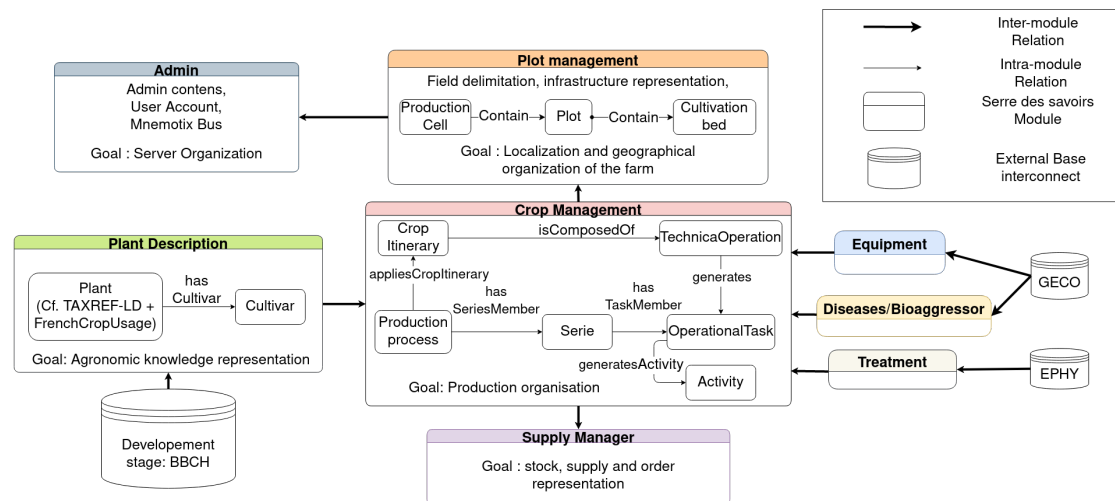 Admin
Admin contens,
User Account,
Mnemotix Bus
Goal : Server Organization
Plot management
Field delimitation, infrastructure representation,
Production
Cell
Contain
Plot
Contain
Cultivation
bed
Goal : Localization and geographical
organization of the farm
Inter-module
Relation
Intra-module
Relation
Serre des savoirs
Module
External Base
interconnect
Plant Description
Plant
(Cf. TAXREF-LD +
FrenchCropUsage)
has
Cultivar
Cultivar
Goal: Agronomic knowledge representation
Developement
stage: BBCH
Crop Management
Crop
Itinerary
isComposedOf
TechnicaOperation
appliesCropItinerary
generates
Production
process
has
SeriesMember
Serie
has
TaskMember
OperationalTask
generatesActivity
Activity
Goal: Production organisation
Equipment
Diseases/Bioaggressor
Treatment
GECO
EPHY
Supply Manager
Goal : stock, supply and order
representation